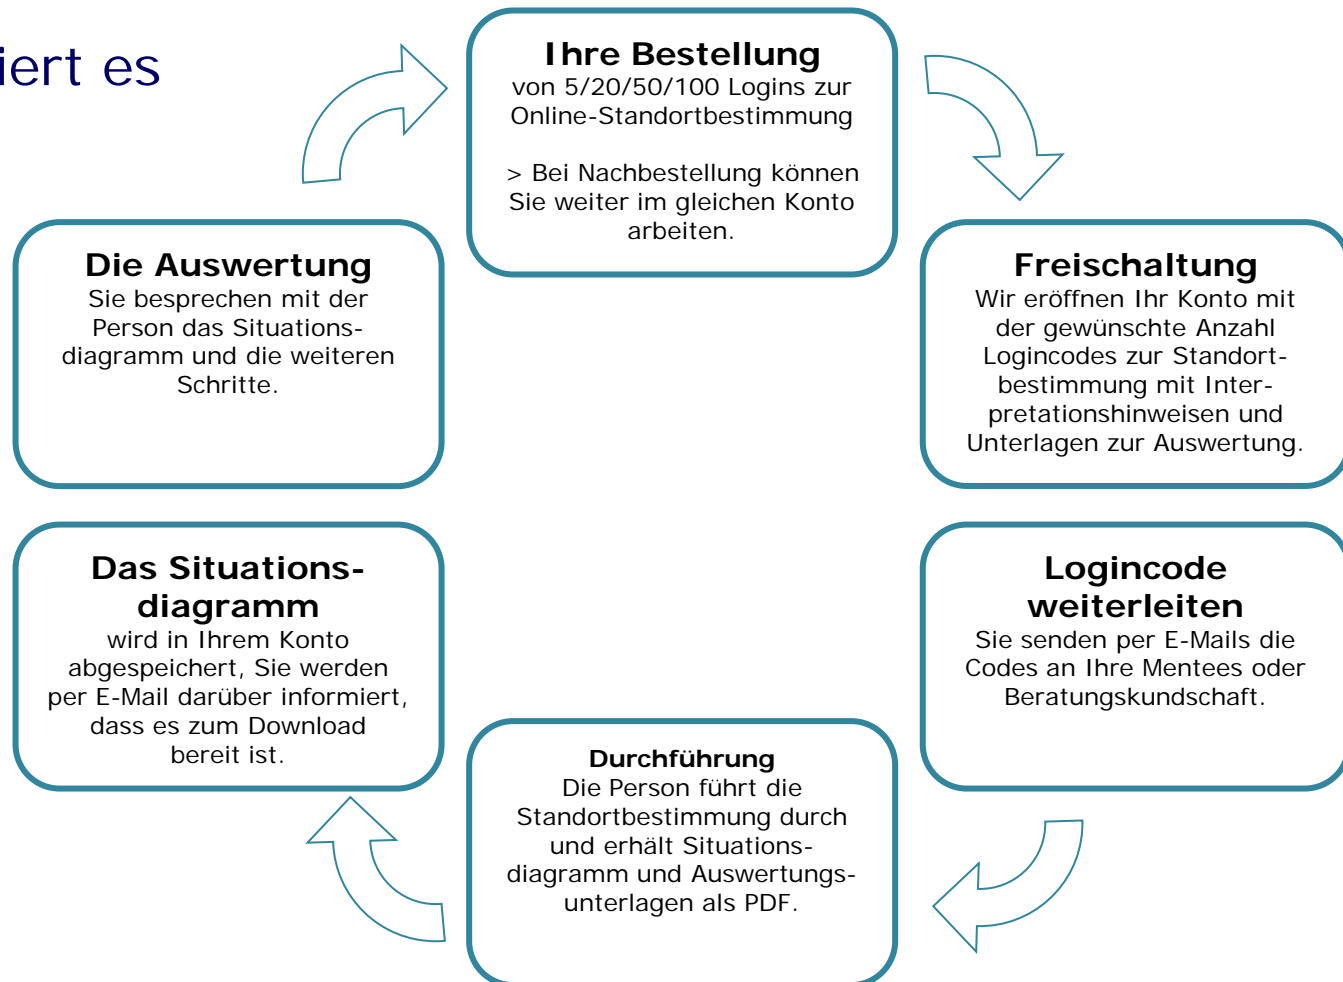 iert es
Ihre Bestellung
von 5/20/50/100 Logins zur
Online-Standortbestimmung
> Bei Nachbestellung können
Sie weiter im gleichen Konto
arbeiten.
Freischaltung
Wir eröffnen Ihr Konto mit
der gewünschte Anzahl
Logincodes zur Standort-
bestimmung mit Inter-
pretationshinweisen und
Unterlagen zur Auswertung.
Logincode
weiterleiten
Sie senden per E-Mails die
Codes an Ihre Mentees oder
Beratungskundschaft.
Durchführung
Die Person führt die
Standortbestimmung durch
und erhält Situations-
diagramm und Auswertungs-
unterlagen als PDF.
Das Situations-
diagramm
wird in Ihrem Konto
abgespeichert, Sie werden
per E-Mail darüber informiert,
dass es zum Download
bereit ist.
Die Auswertung
Sie besprechen mit der
Person das Situations-
diagramm und die weiteren
Schritte.